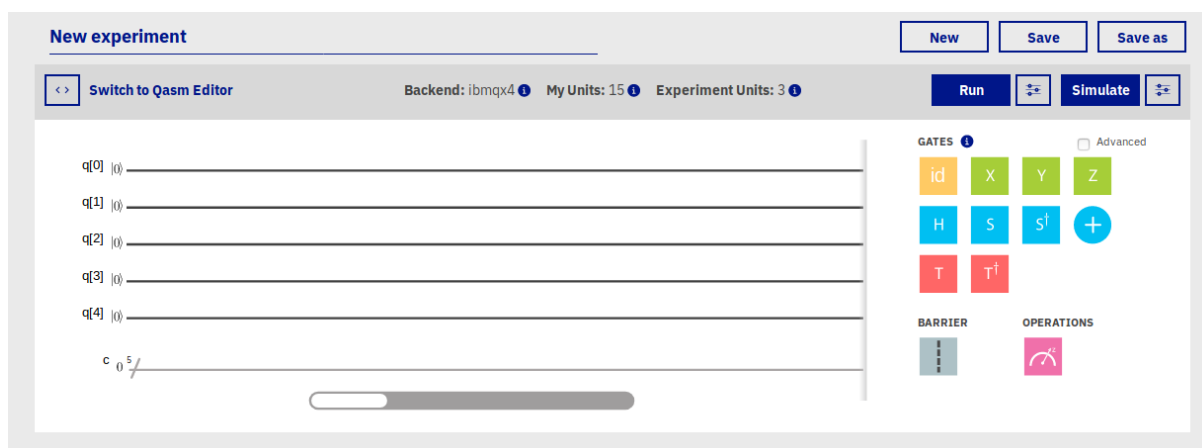 New experiment
New Save Save as
<> Switch to Qasm Editor Backend: ibmqx4 i My Units: 15 i Experiment Units: 3 i Run Simulate
GATES i Advanced
q[0] |0⟩
id X Y Z
q[1] |0⟩
H S S† +
q[2] |0⟩
q[3] |0⟩
T T†
q[4] |0⟩
BARRIER OPERATIONS
c 0 5/
z